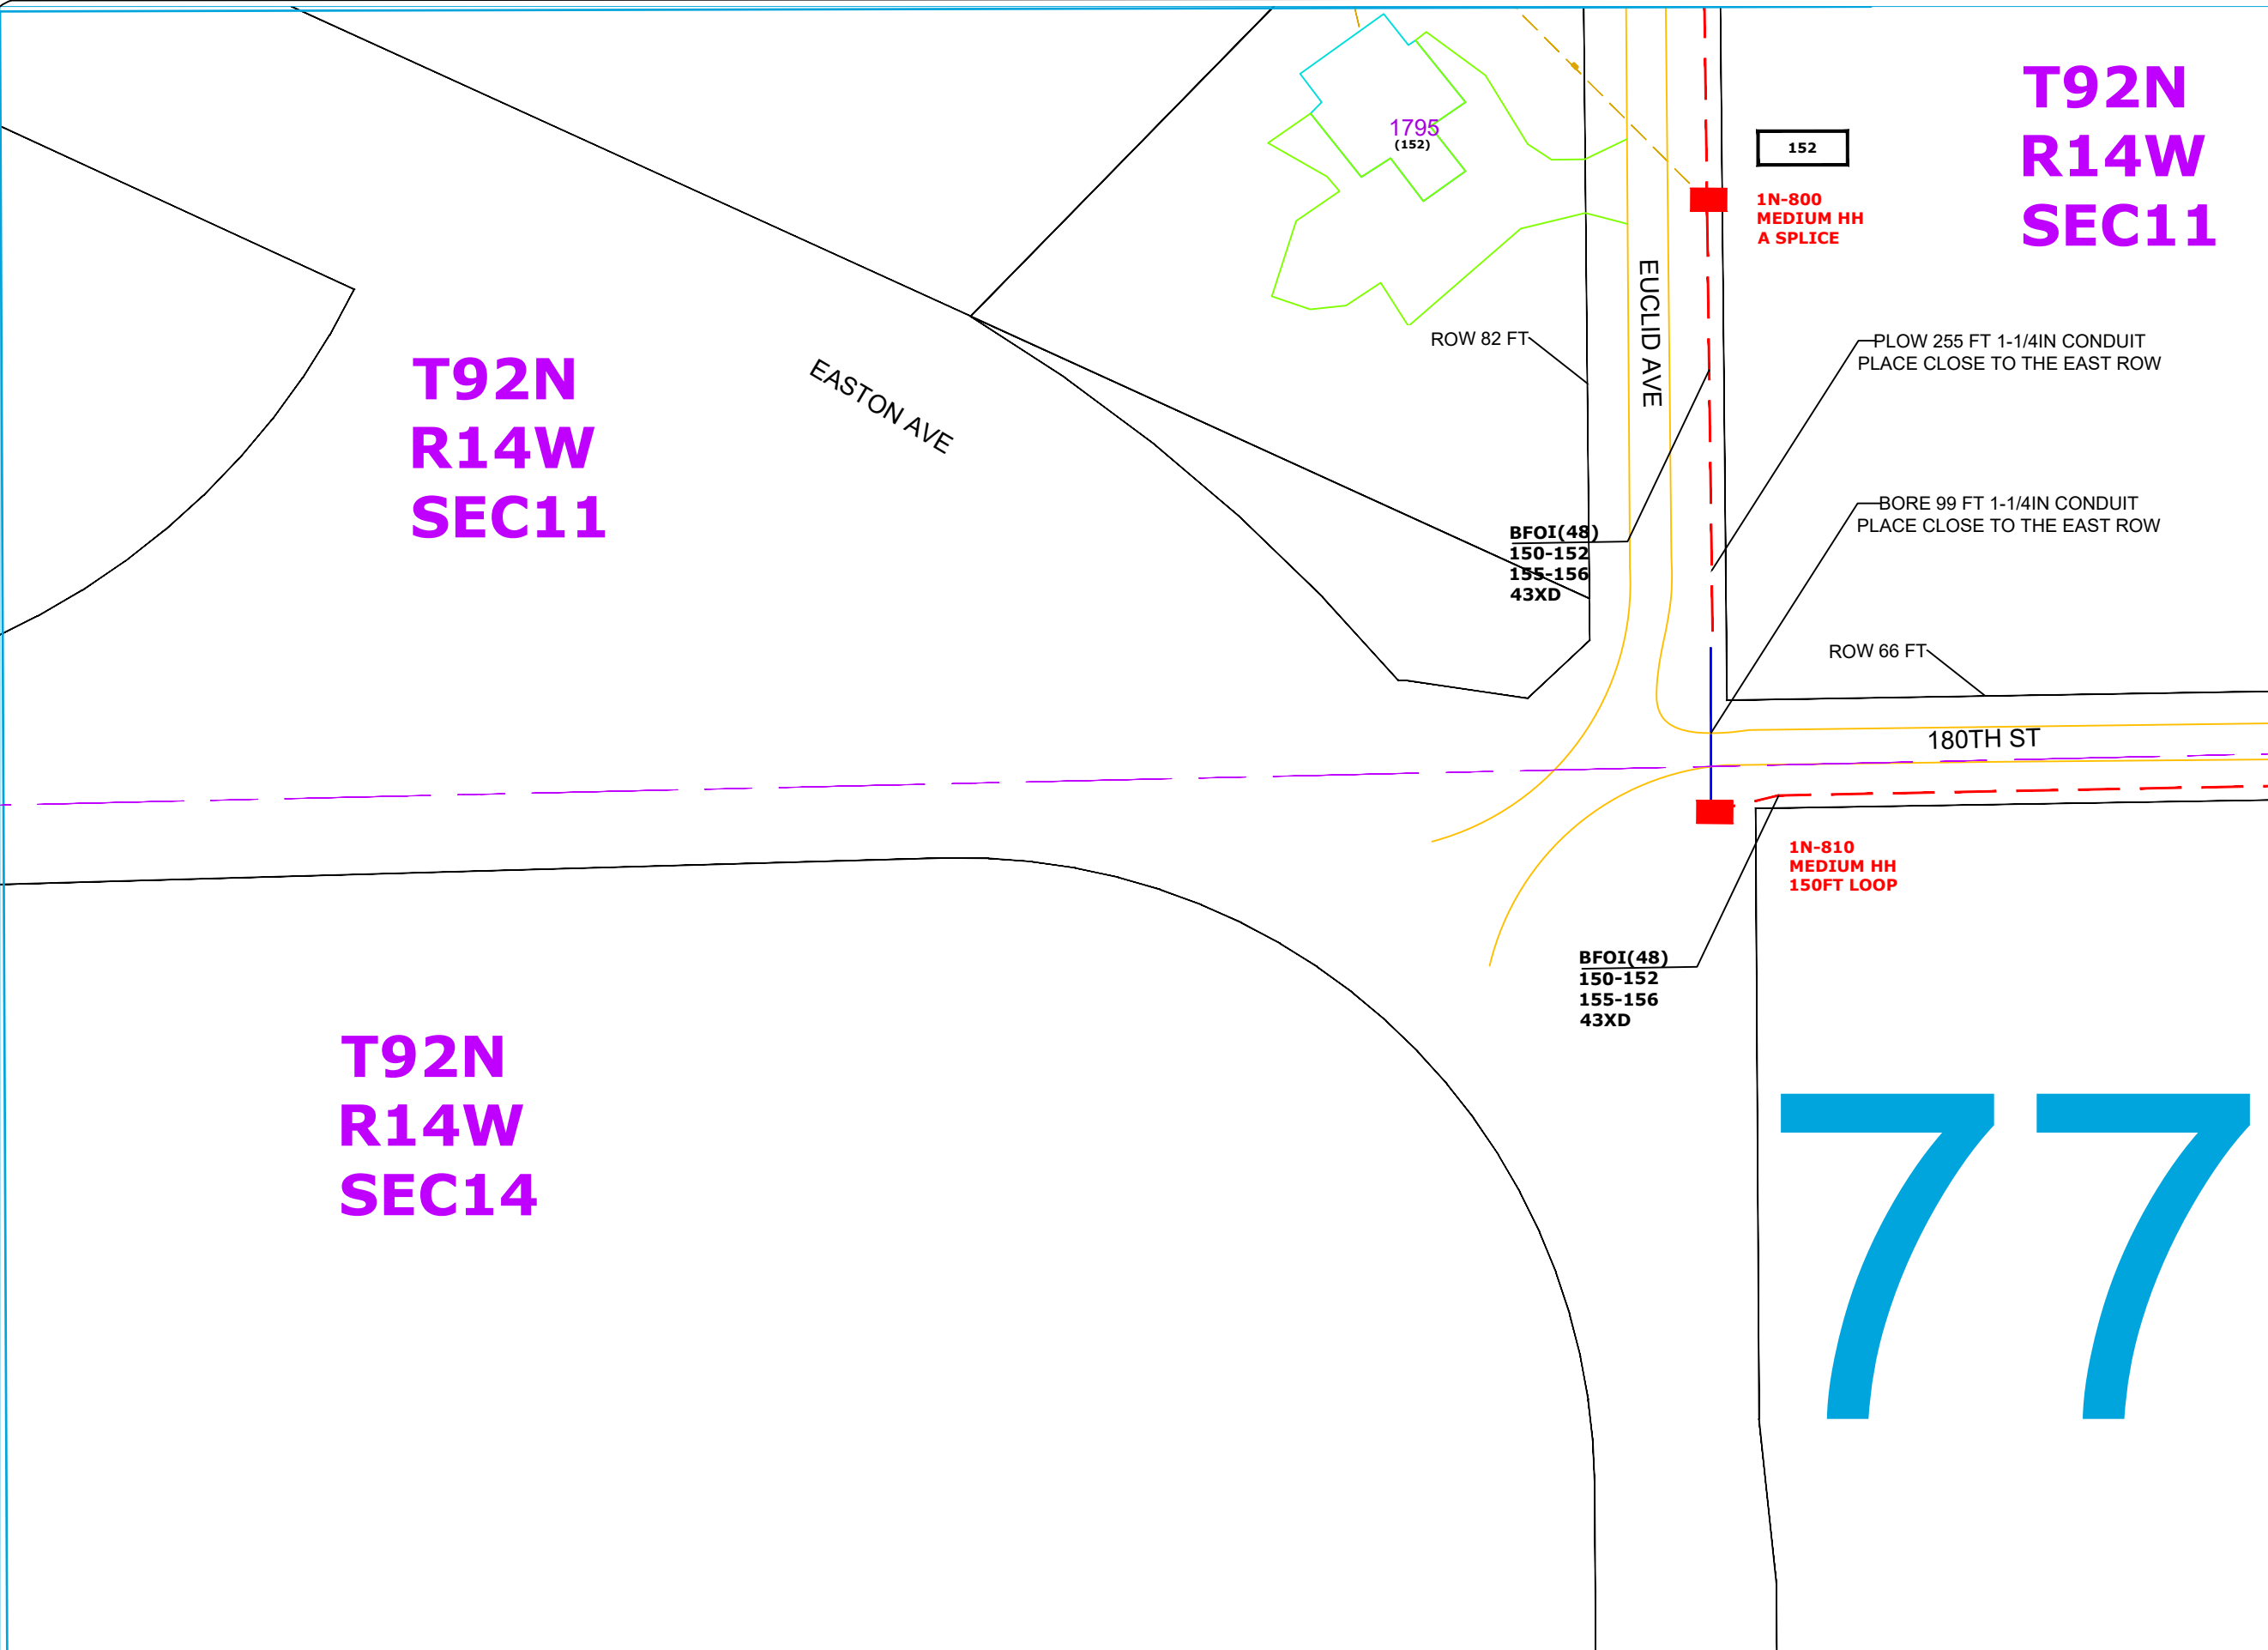 T92N
R14W
SEC11
1795
(152)
152
1N-800
MEDIUM HH
A SPLICE
EUCLID AVE
ROW 82 FT
PLOW 255 FT 1-1/4IN CONDUIT
PLACE CLOSE TO THE EAST ROW
T92N
R14W
SEC11
EASTON AVE
BORE 99 FT 1-1/4IN CONDUIT
PLACE CLOSE TO THE EAST ROW
BFOI(48)
150-152
155-156
43XD
ROW 66 FT
180TH ST
1N-810
MEDIUM HH
150FT LOOP
BFOI(48)
150-152
155-156
43XD
T92N
R14W
SEC14
77